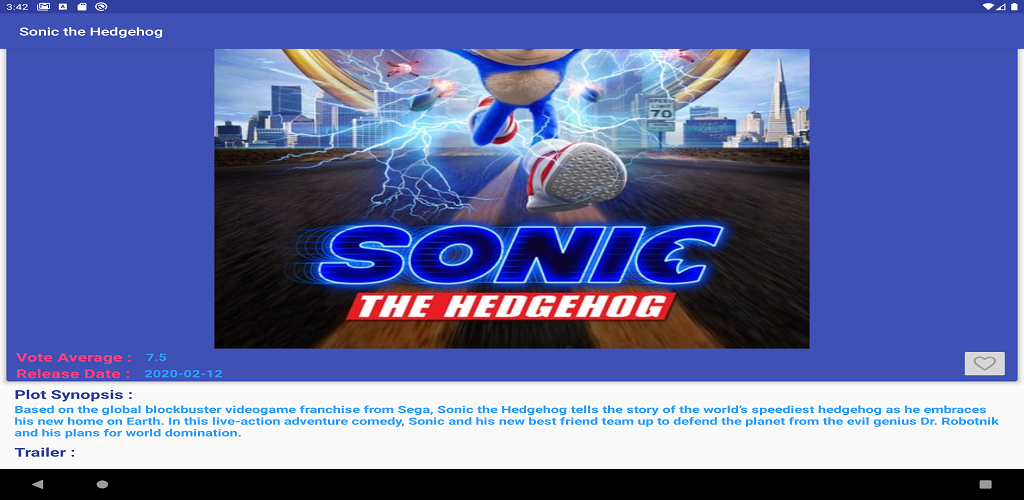 3:42
Sonic the Hedgehog
SPEED
LIMIT
70
SONIC
THE HEDGEHOG
Vote Average : 7.5
Release Date : 2020-02-12
Plot Synopsis :
Based on the global blockbuster videogame franchise from Sega, Sonic the Hedgehog tells the story of the world's speediest hedgehog as he embraces
his new home on Earth. In this live-action adventure comedy, Sonic and his new best friend team up to defend the planet from the evil genius Dr. Robotnik
and his plans for world domination.
Trailer :